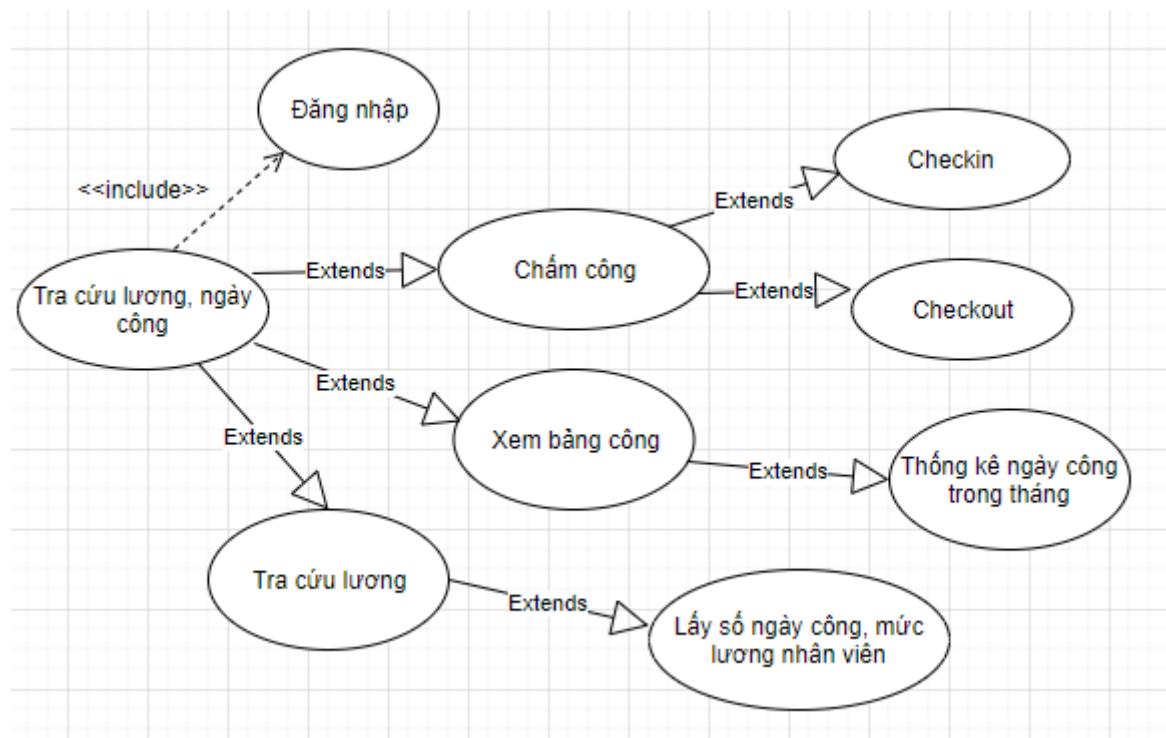 Đăng nhập
<<include>>
Tra cứu lương, ngày
công
Extends
Chấm công
Extends
Checkin
Extends
Checkout
Extends
Xem bảng công
Extends
Thống kê ngày công
trong tháng
Extends
Tra cứu lương
Extends
Lấy số ngày công, mức
lương nhân viên